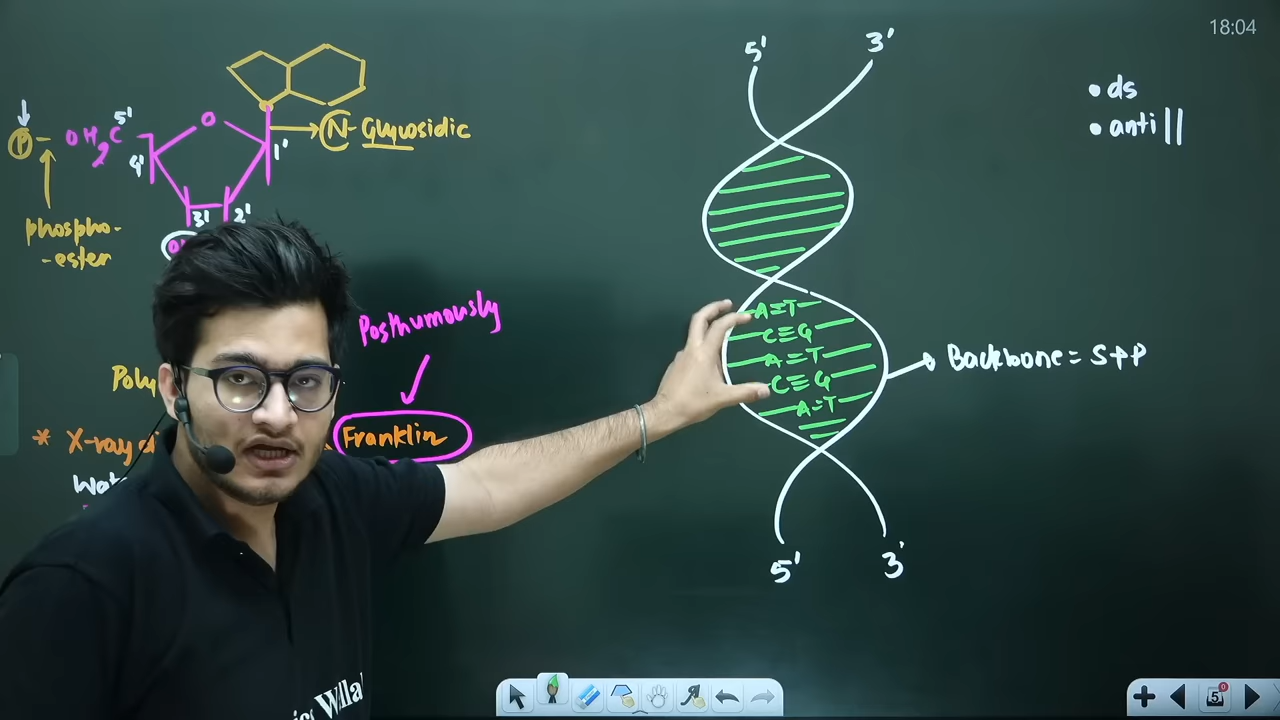 18:04
5' 3'
• ds
• anti ||
P - OH₂C 5'
4' 1'
3' 2'
N-Glycosidic
phospho-
-ester
Posthumously
Franklin
Poly
* X-ray
A=T
C≡G
A=T
C≡G
A=T
Backbone = S+P
5' 3'
5